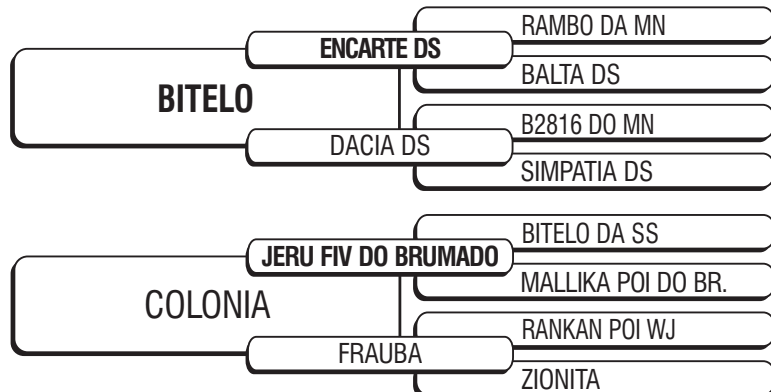 RAMBO DA MN
ENCARTE DS
BALTA DS
BITELO
B2816 DO MN
DACIA DS
SIMPATIA DS
BITELO DA SS
JERU FIV DO BRUMADO
MALLIKA POI DO BR.
COLONIA
RANKAN POI WJ
FRAUBA
ZIONITA